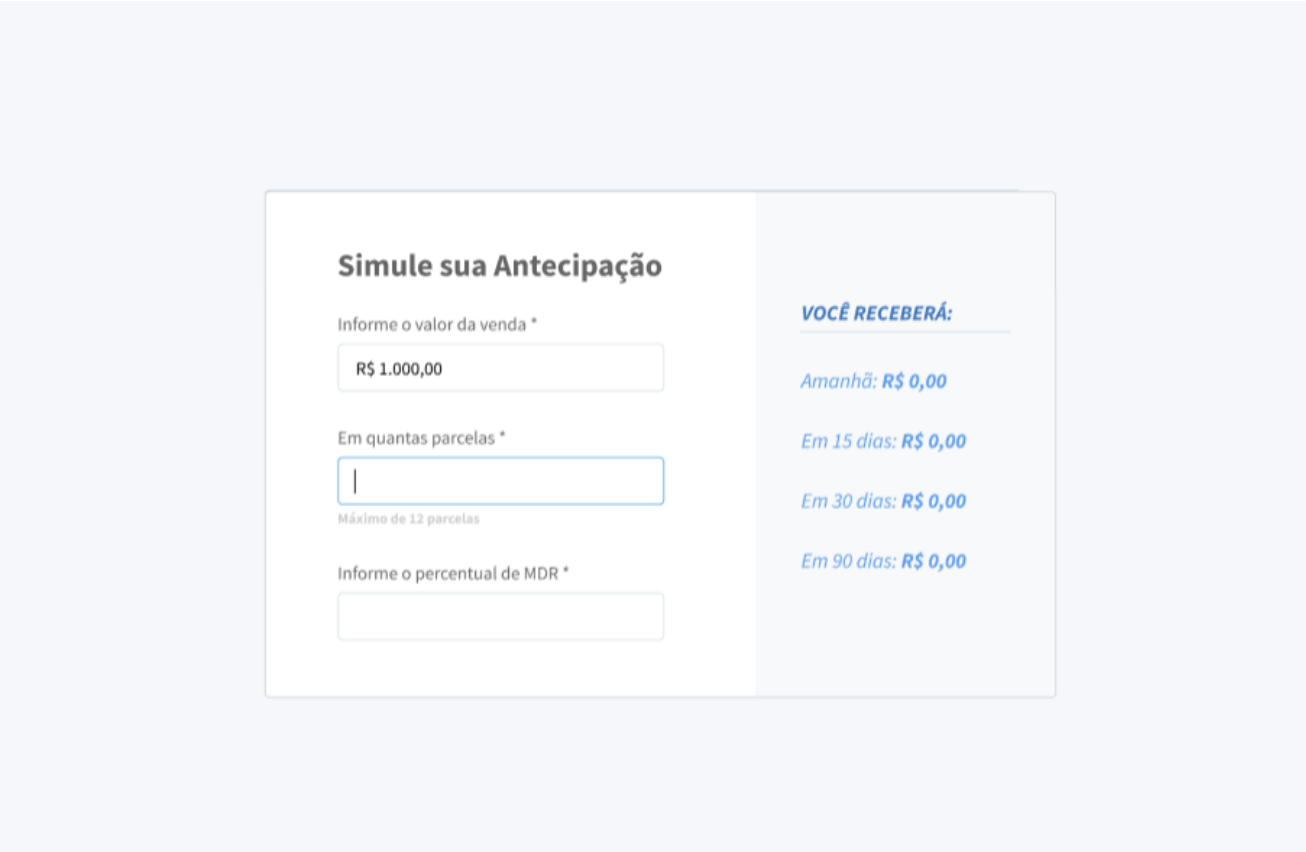 Simule sua Antecipação
Informe o valor da venda *
R$ 1.000,00
Em quantas parcelas *
Máximo de 12 parcelas
Informe o percentual de MDR *
VOCÊ RECEBERÁ:
Amanhã: R$ 0,00
Em 15 dias: R$ 0,00
Em 30 dias: R$ 0,00
Em 90 dias: R$ 0,00